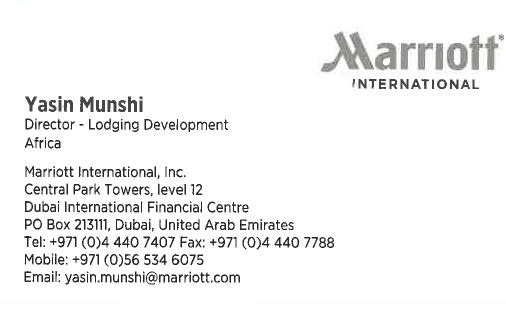 Marriott®
INTERNATIONAL
Yasin Munshi
Director - Lodging Development
Africa
Marriott International, Inc.
Central Park Towers, level 12
Dubai International Financial Centre
PO Box 213111, Dubai, United Arab Emirates
Tel: +971 (0)4 440 7407 Fax: +971 (0)4 440 7788
Mobile: +971 (0)56 534 6075
Email: yasin.munshi@marriott.com